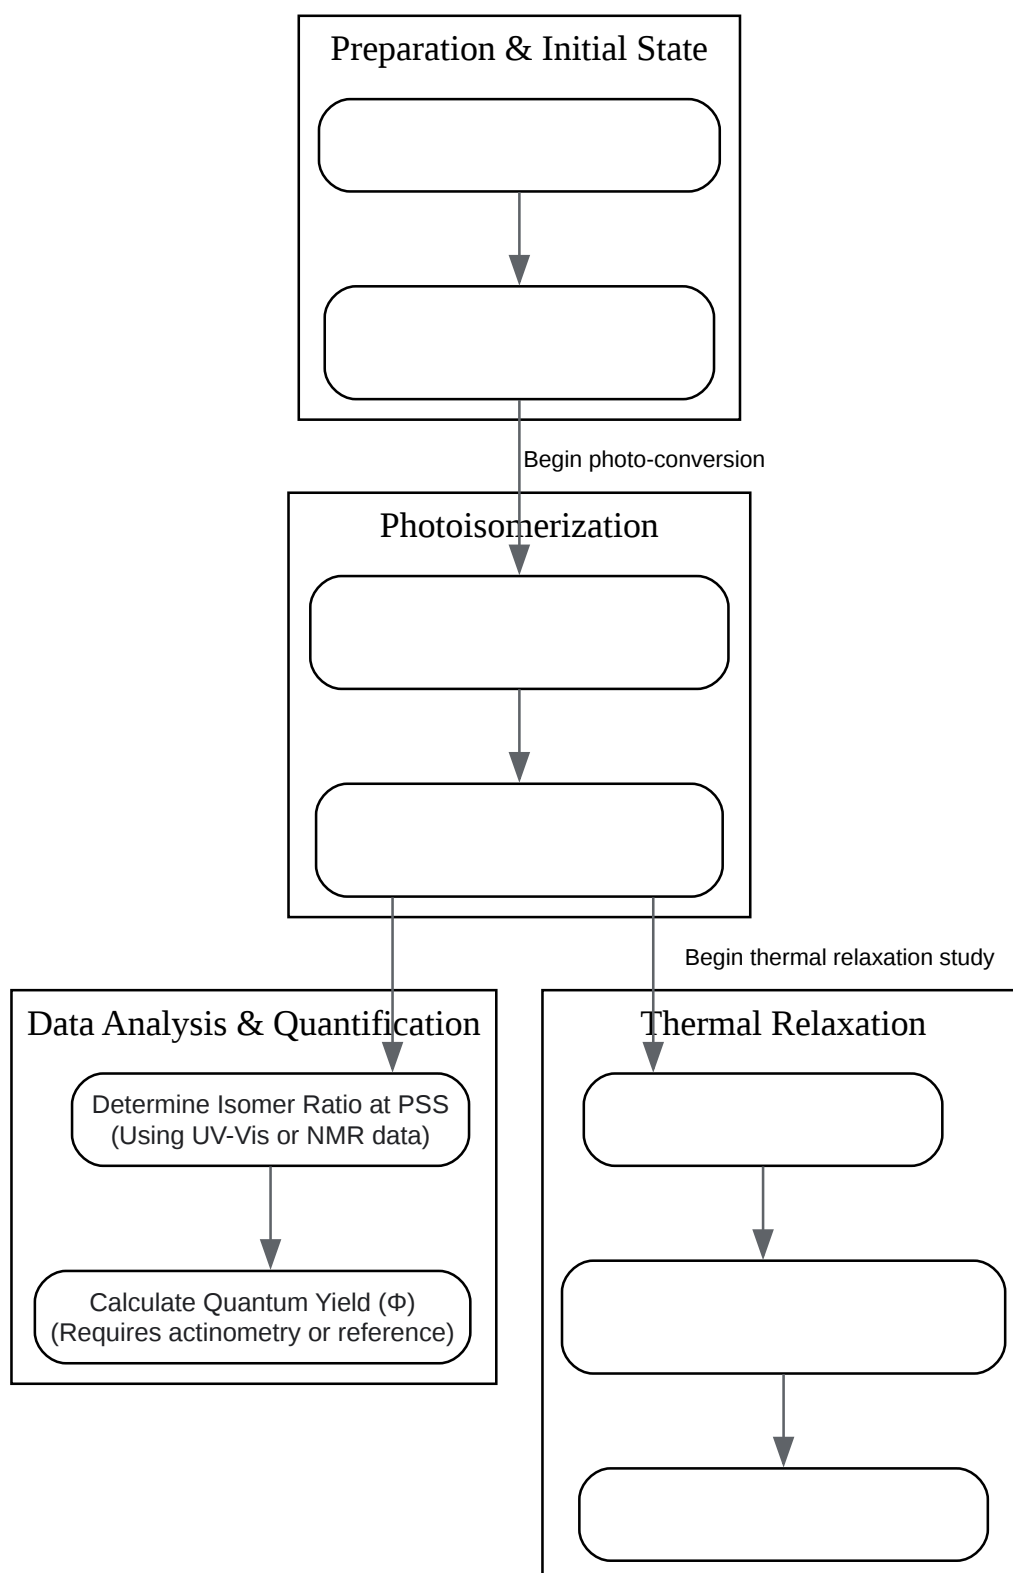 Preparation & Initial State
Begin photo-conversion
Photoisomerization
Begin thermal relaxation study
Data Analysis & Quantification
Determine Isomer Ratio at PSS
(Using UV-Vis or NMR data)
Calculate Quantum Yield (Φ)
(Requires actinometry or reference)
Thermal Relaxation